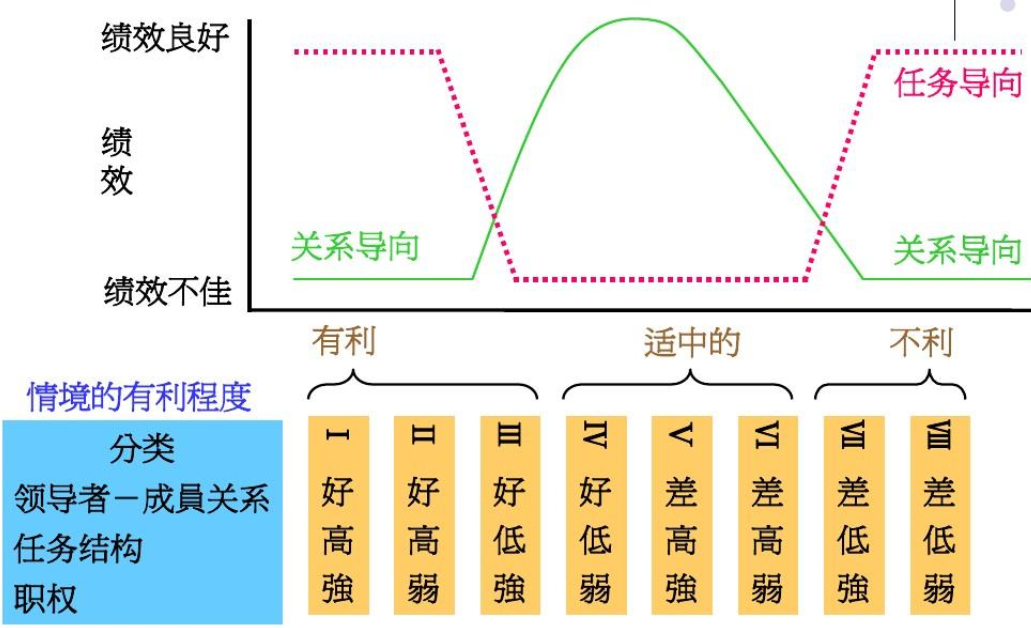 绩效良好
任务导向
绩
效
关系导向
关系导向
绩效不佳
有利 适中的 不利
情境的有利程度
分类 Ⅰ Ⅱ Ⅲ Ⅳ Ⅴ Ⅵ Ⅶ Ⅷ
领导者－成員关系 好 好 好 好 差 差 差 差
任务结构 高 高 低 低 高 高 低 低
职权 強 弱 強 弱 強 弱 強 弱